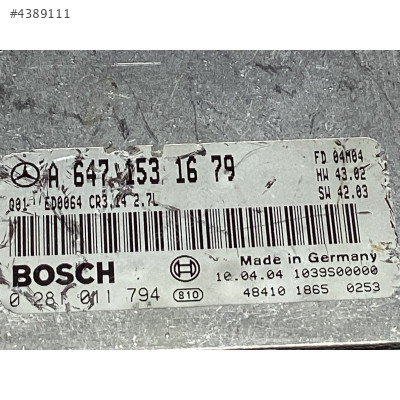 #4389111
A 647 153 16 79
FD 04M04
HW 43.02
SW 42.03
Q01 ED0064 CR3.14 2.7L
BOSCH
Made in Germany
10.04.04 1039S00000
0 281 011 794 810
48410 1865 0253